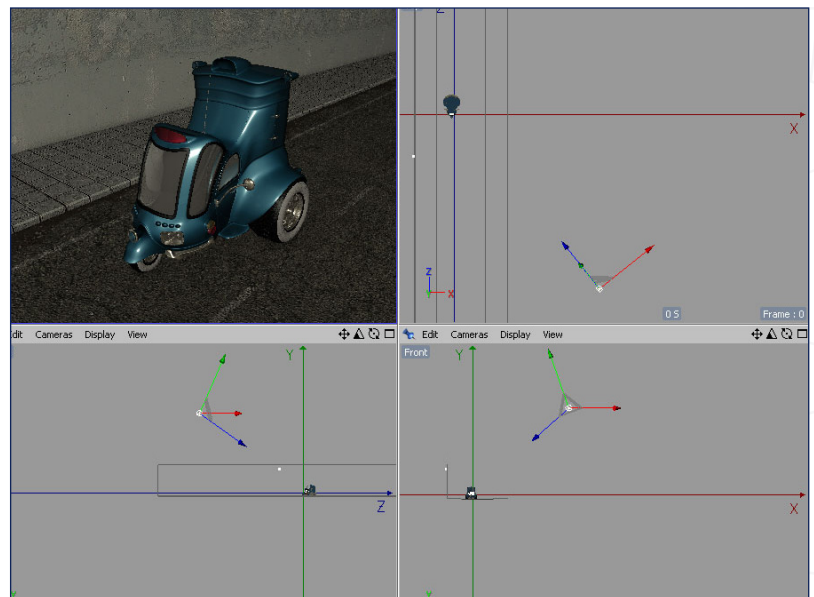 Z
X
Z
Y X
0 S Frame : 0
dit Cameras Display View
Edit Cameras Display View
Front
Y
Y
Z
X
Y
Y